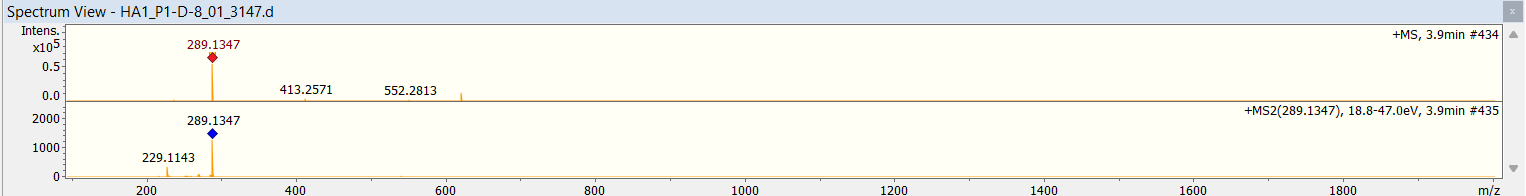 Spectrum View - HA1_P1-D-8_01_3147.d
x
Intens.
x10⁵
289.1347
+MS, 3.9min #434
0.5
413.2571
552.2813
0.0
2000
289.1347
+MS2(289.1347), 18.8-47.0eV, 3.9min #435
1000
229.1143
0
200 400 600 800 1000 1200 1400 1600 1800 m/z